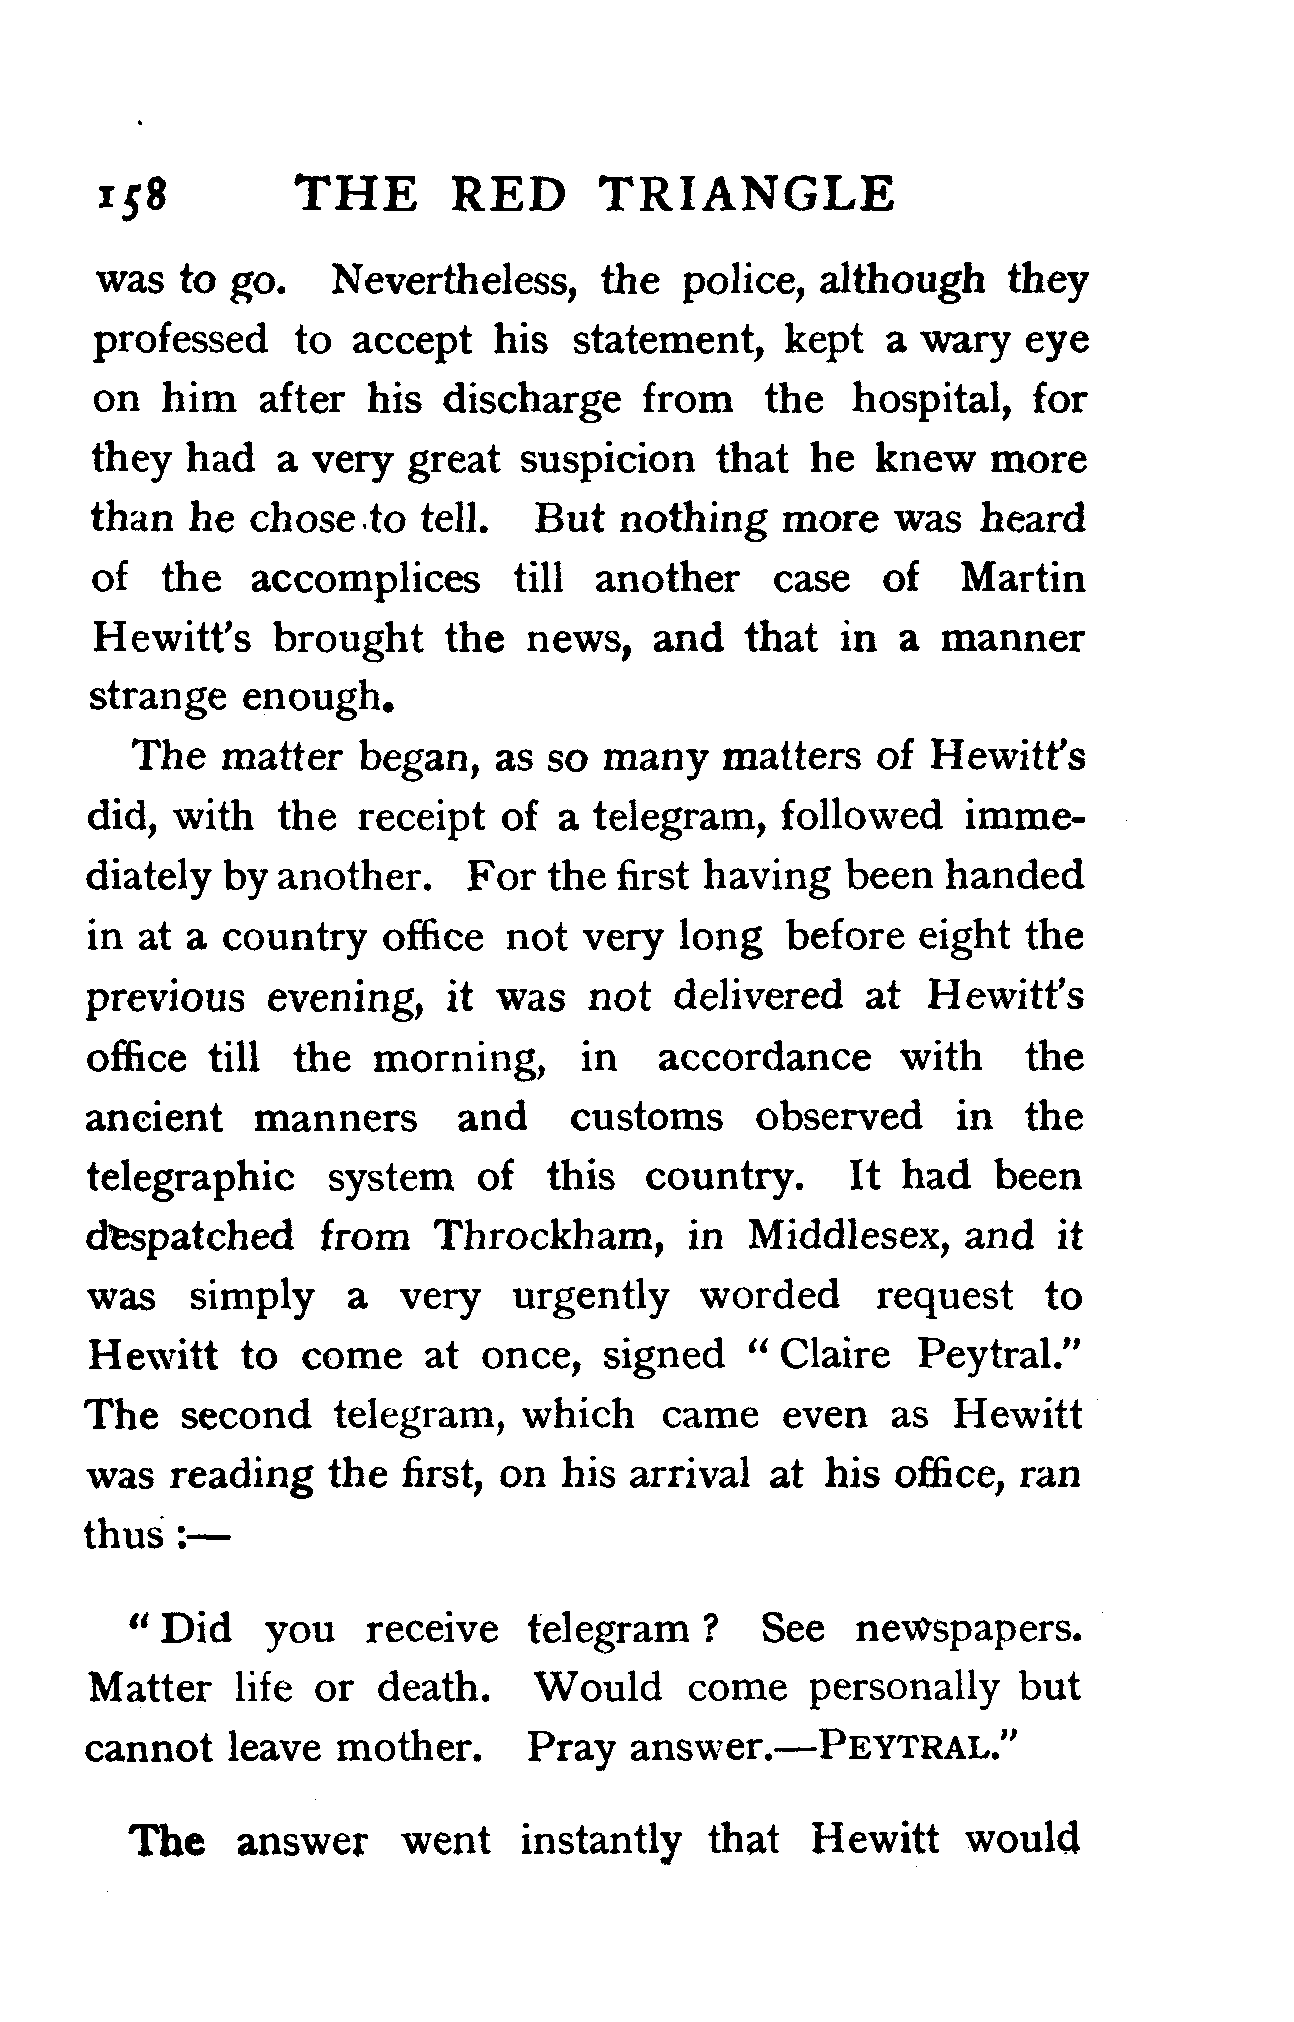 158 THE RED TRIANGLE
was to go. Nevertheless, the police, although they
professed to accept his statement, kept a wary eye
on him after his discharge from the hospital, for
they had a very great suspicion that he knew more
than he chose to tell. But nothing more was heard
of the accomplices till another case of Martin
Hewitt's brought the news, and that in a manner
strange enough.
The matter began, as so many matters of Hewitt's
did, with the receipt of a telegram, followed imme-
diately by another. For the first having been handed
in at a country office not very long before eight the
previous evening, it was not delivered at Hewitt's
office till the morning, in accordance with the
ancient manners and customs observed in the
telegraphic system of this country. It had been
despatched from Throckham, in Middlesex, and it
was simply a very urgently worded request to
Hewitt to come at once, signed "Claire Peytral."
The second telegram, which came even as Hewitt
was reading the first, on his arrival at his office, ran
thus :—
"Did you receive telegram? See newspapers.
Matter life or death. Would come personally but
cannot leave mother. Pray answer.—PEYTRAL."
The answer went instantly that Hewitt would